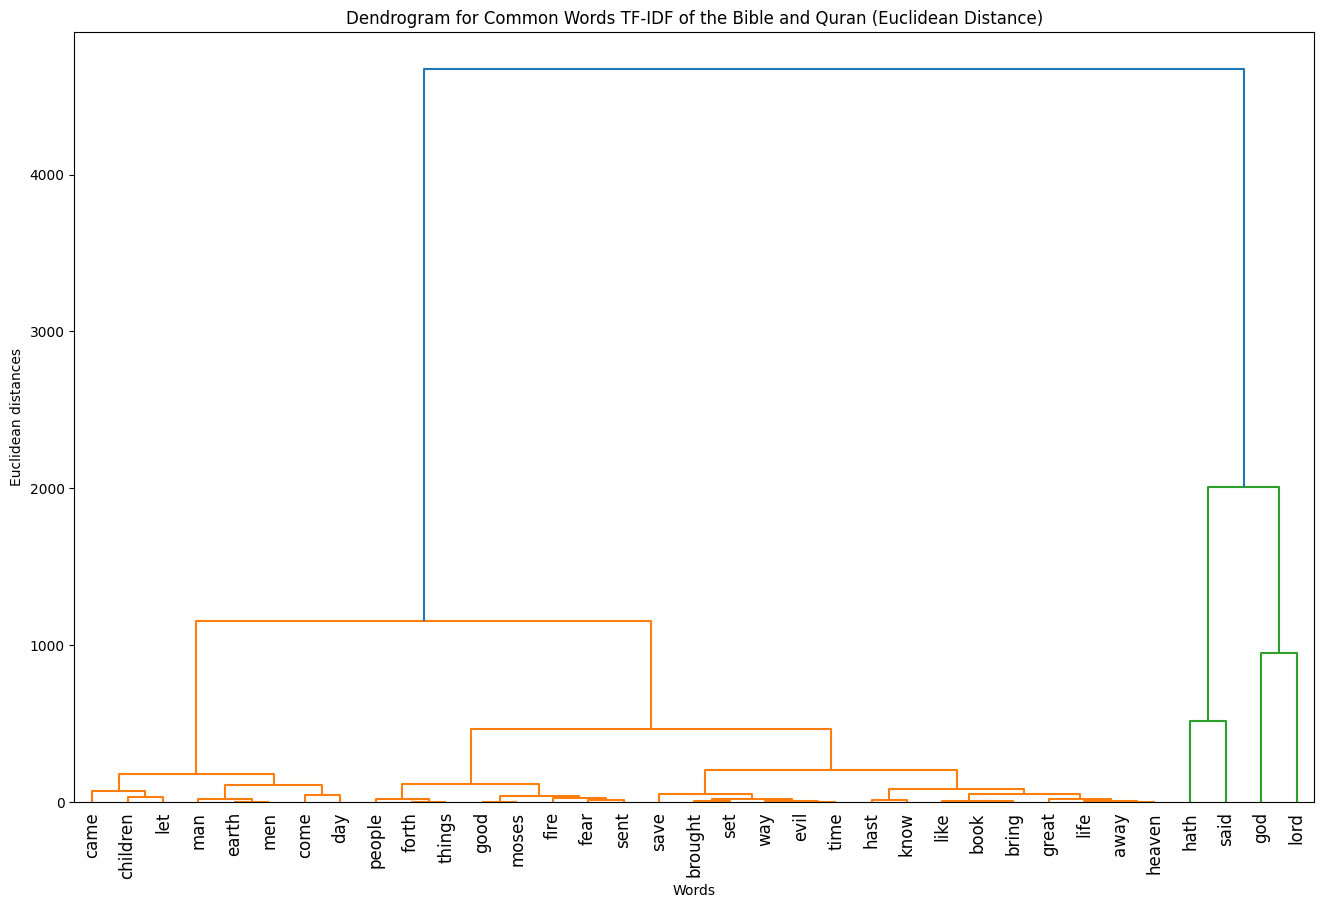 Dendrogram for Common Words TF-IDF of the Bible and Quran (Euclidean Distance)
Euclidean distances
4000
3000
2000
1000
0
came
children
let
man
earth
men
come
day
people
forth
things
good
moses
fire
fear
sent
save
brought
set
way
evil
time
hast
know
like
book
bring
great
life
away
heaven
hath
said
god
lord
Words